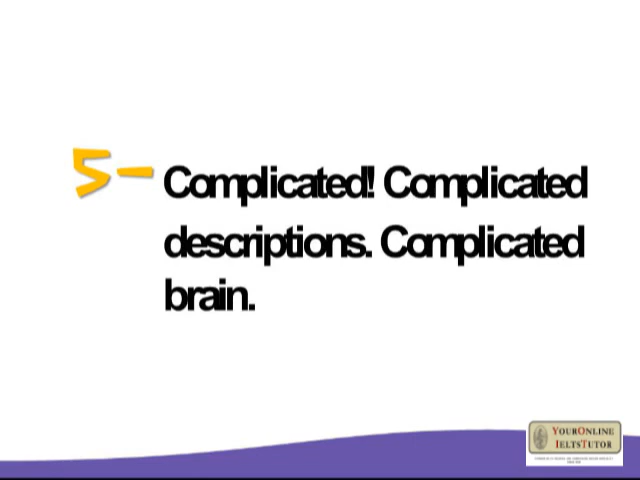 5- Complicated! Complicated
descriptions. Complicated
brain.
YOURONLINE
IELTSTUTOR